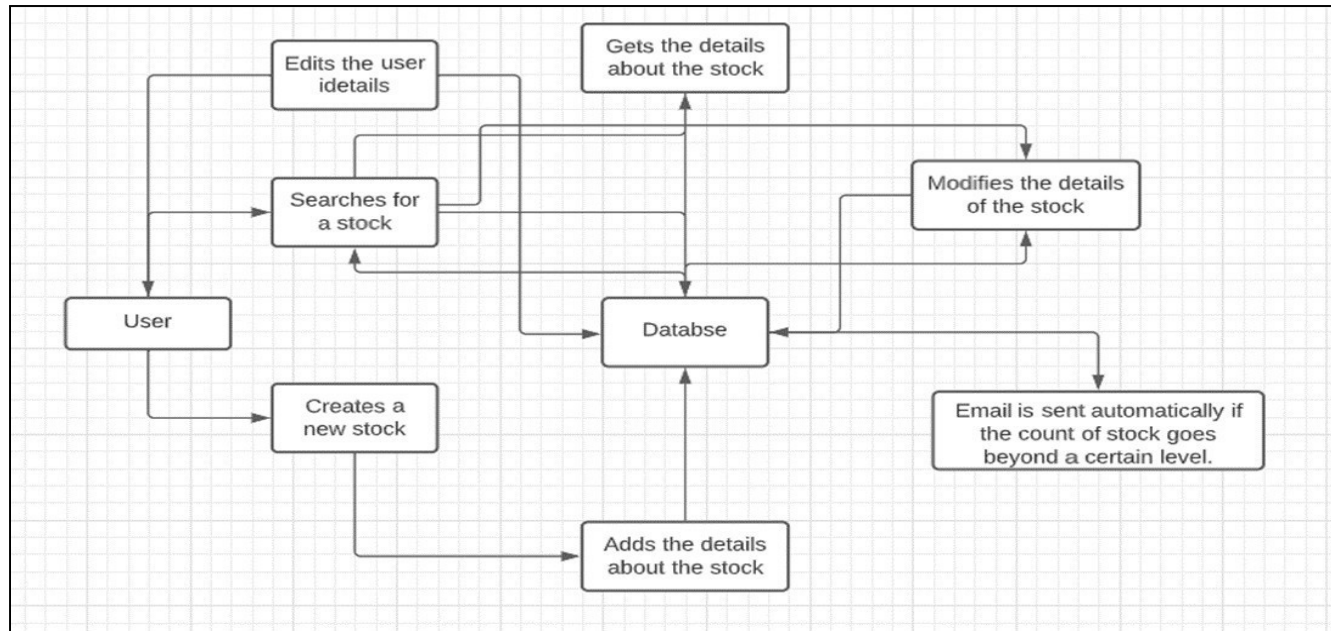 Edits the user
idetails
Gets the details
about the stock
Searches for
a stock
Modifies the details
of the stock
User
Databse
Creates a
new stock
Email is sent automatically if
the count of stock goes
beyond a certain level.
Adds the details
about the stock